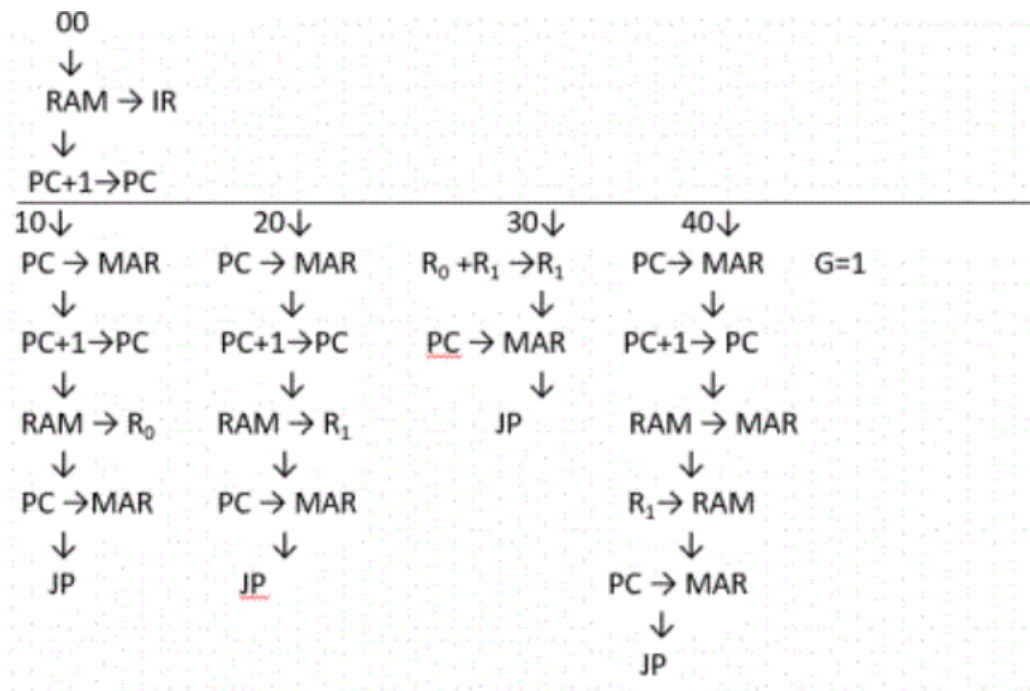 00
↓
RAM → IR
↓
PC+1→PC
10↓ 20↓ 30↓ 40↓
PC → MAR PC → MAR R₀ +R₁ →R₁ PC→ MAR G=1
↓ ↓ ↓ ↓
PC+1→PC PC+1→PC PC → MAR PC+1→ PC
↓ ↓ ↓ ↓
RAM → R₀ RAM → R₁ JP RAM → MAR
↓ ↓ ↓
PC →MAR PC → MAR R₁→ RAM
↓ ↓ ↓
JP JP PC → MAR
↓
JP